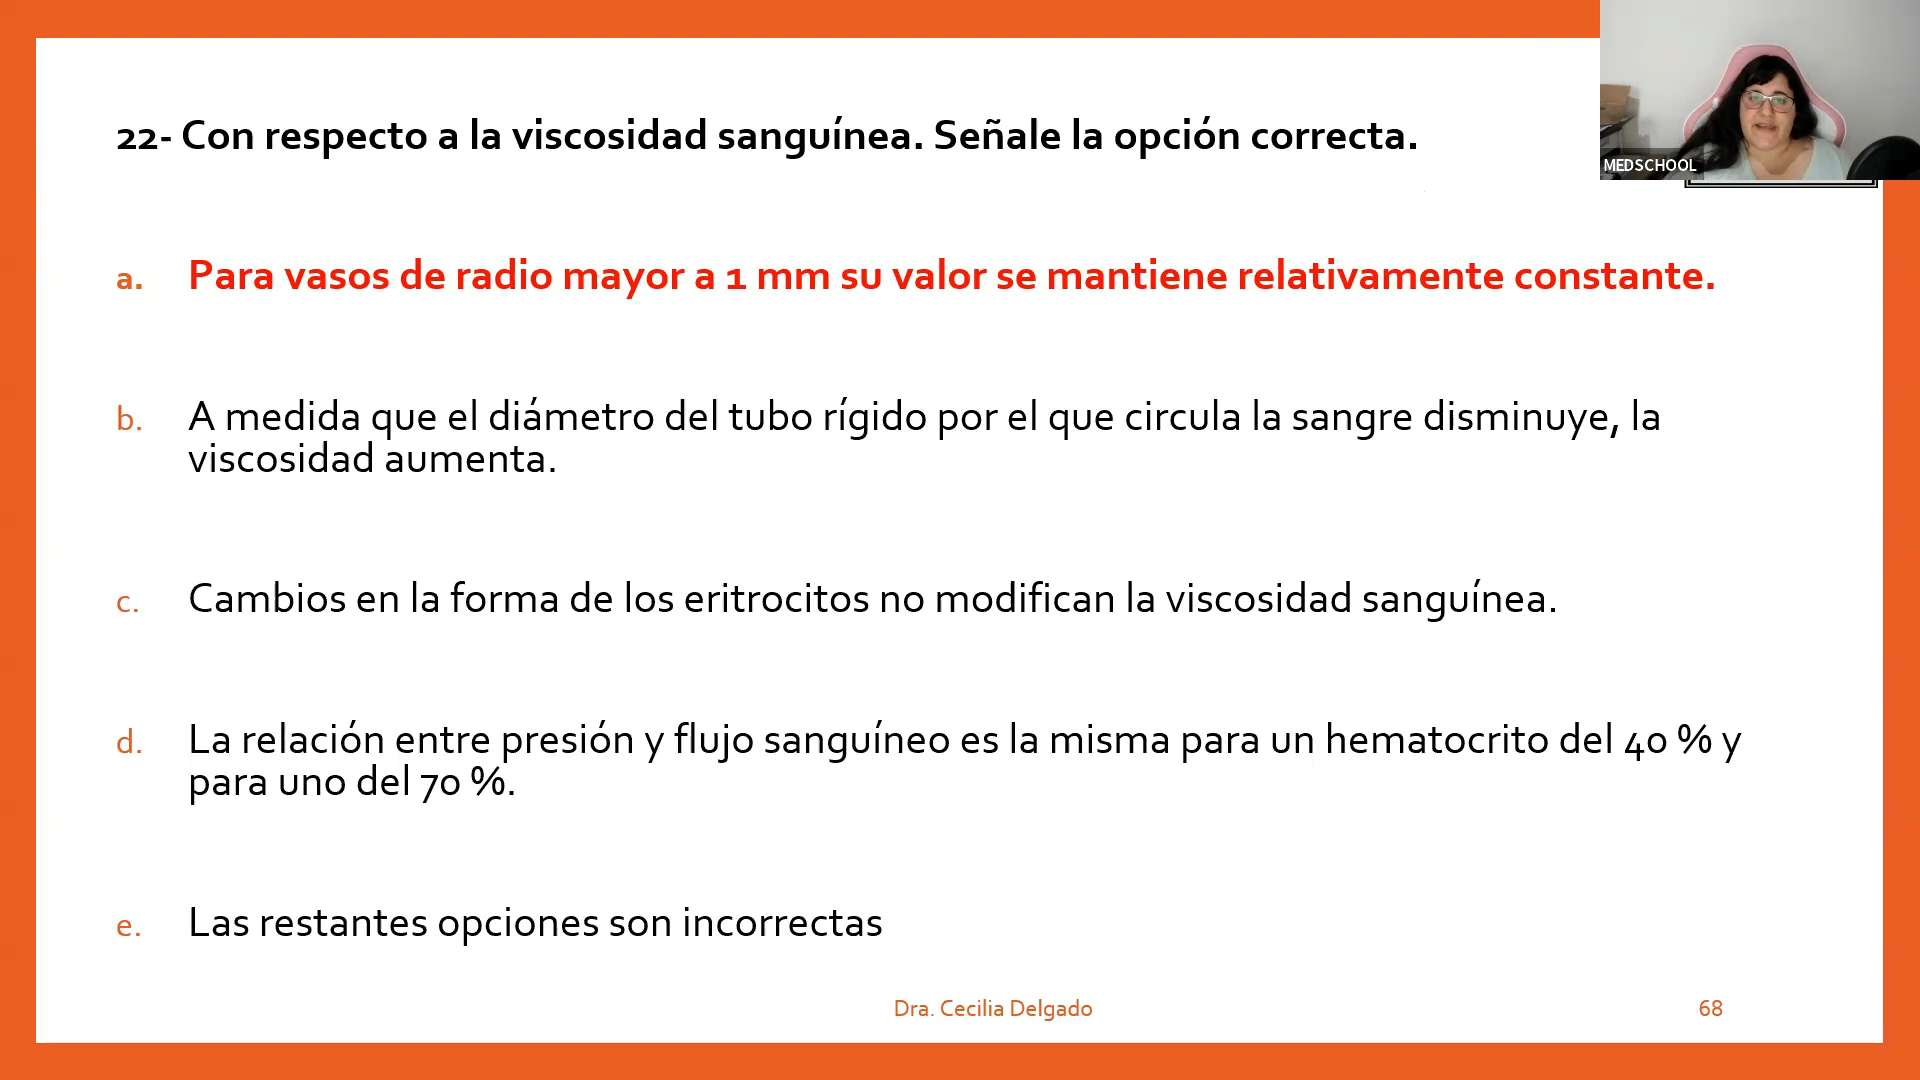 22- Con respecto a la viscosidad sanguínea. Señale la opción correcta.
MEDSCHOOL
a. Para vasos de radio mayor a 1 mm su valor se mantiene relativamente constante.
b. A medida que el diámetro del tubo rígido por el que circula la sangre disminuye, la
viscosidad aumenta.
c. Cambios en la forma de los eritrocitos no modifican la viscosidad sanguínea.
d. La relación entre presión y flujo sanguíneo es la misma para un hematocrito del 40 % y
para uno del 70 %.
e. Las restantes opciones son incorrectas
Dra. Cecilia Delgado
68